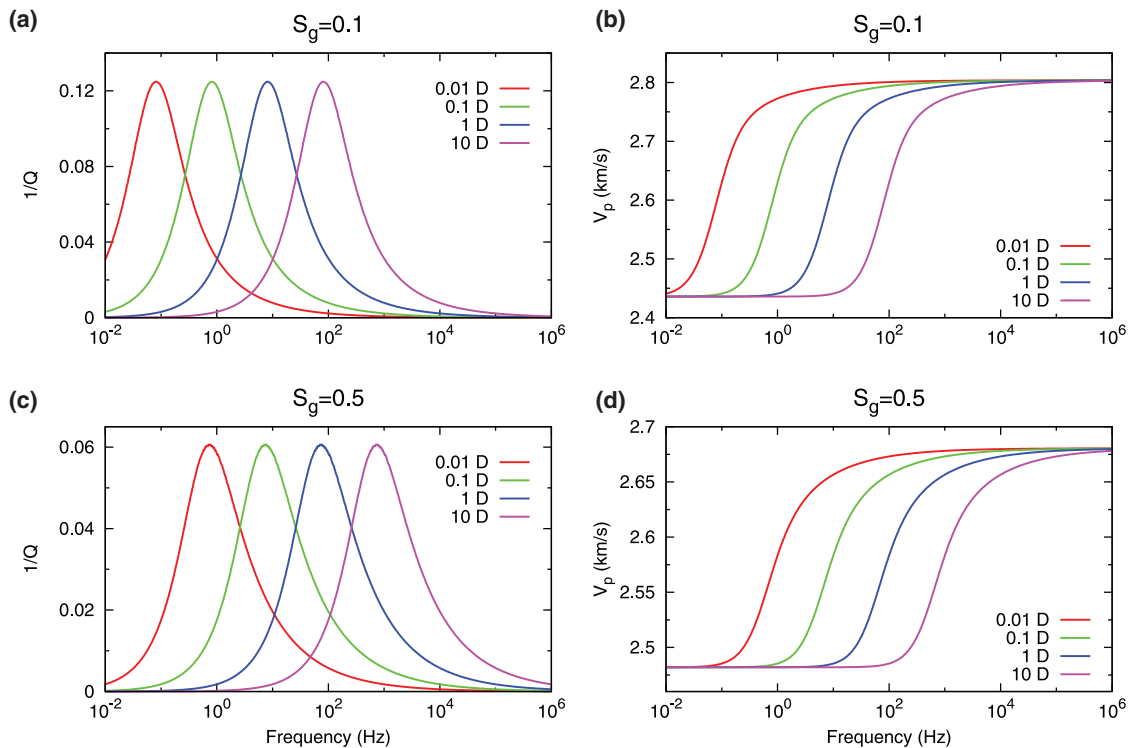 (a)
S_g=0.1
1/Q
0.12
0.08
0.04
0
0.01 D
0.1 D
1 D
10 D
10^-2
10^0
10^2
10^4
10^6
Frequency (Hz)
(b)
S_g=0.1
V_p (km/s)
2.8
2.7
2.6
2.5
2.4
0.01 D
0.1 D
1 D
10 D
10^-2
10^0
10^2
10^4
10^6
Frequency (Hz)
(c)
S_g=0.5
1/Q
0.06
0.04
0.02
0
0.01 D
0.1 D
1 D
10 D
10^-2
10^0
10^2
10^4
10^6
Frequency (Hz)
(d)
S_g=0.5
V_p (km/s)
2.7
2.65
2.6
2.55
2.5
0.01 D
0.1 D
1 D
10 D
10^-2
10^0
10^2
10^4
10^6
Frequency (Hz)